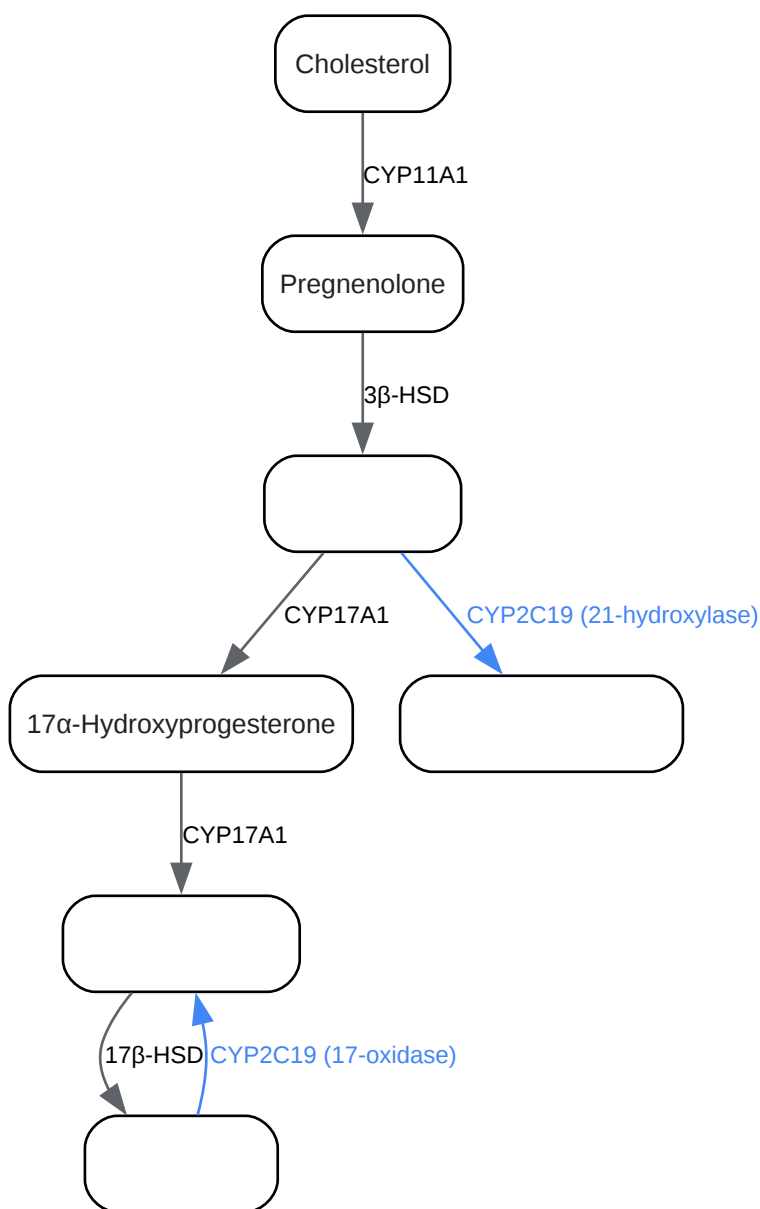 Cholesterol
CYP11A1
Pregnenolone
3β-HSD
CYP17A1
CYP2C19 (21-hydroxylase)
17α-Hydroxyprogesterone
CYP17A1
17β-HSD
CYP2C19 (17-oxidase)